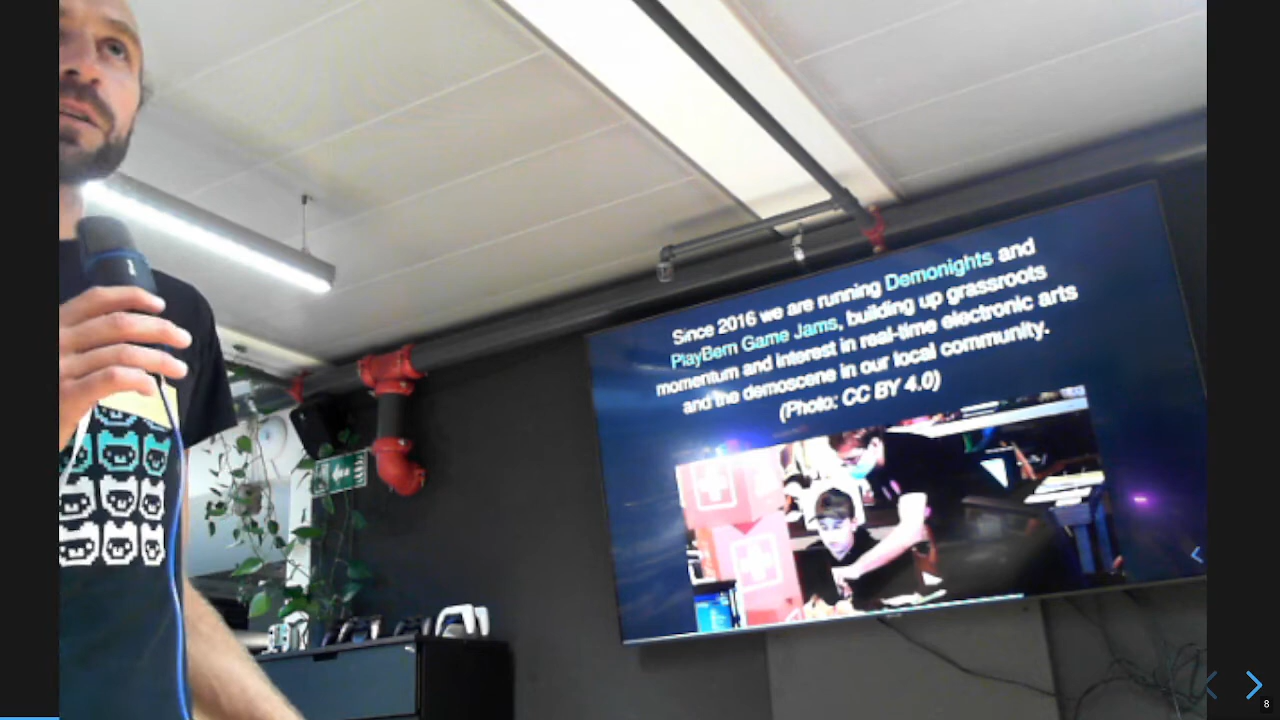 Since 2016 we are running Demonights and
PlayBern Game Jams, building up grassroots
momentum and interest in real-time electronic arts
and the demoscene in our local community.
(Photo: CC BY 4.0)
8